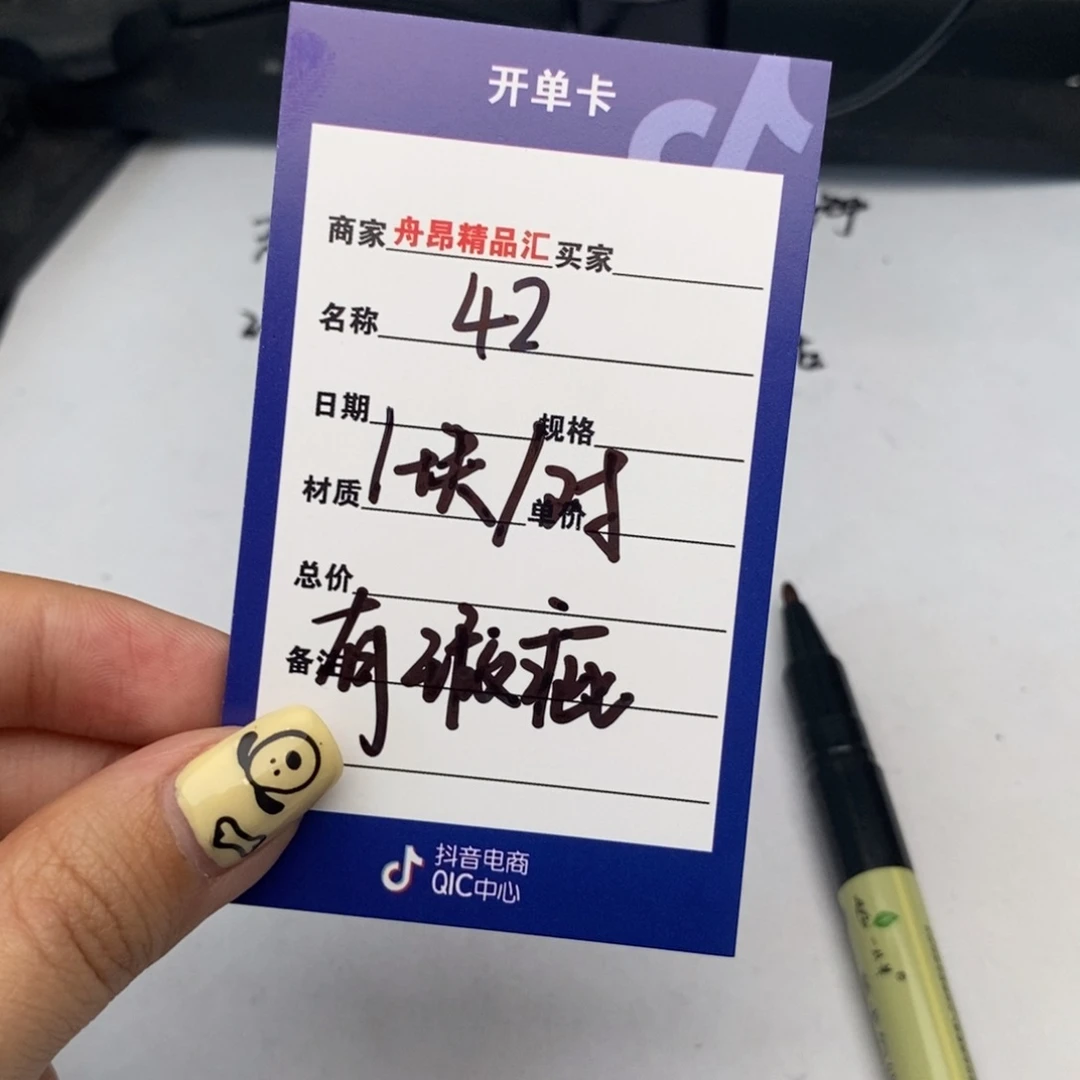 开单卡
商家 舟昂精品汇 买家
名称 42
日期 规格
1块/对
材质 单价
总价
有瑕疵
备注
抖音电商
QIC中心